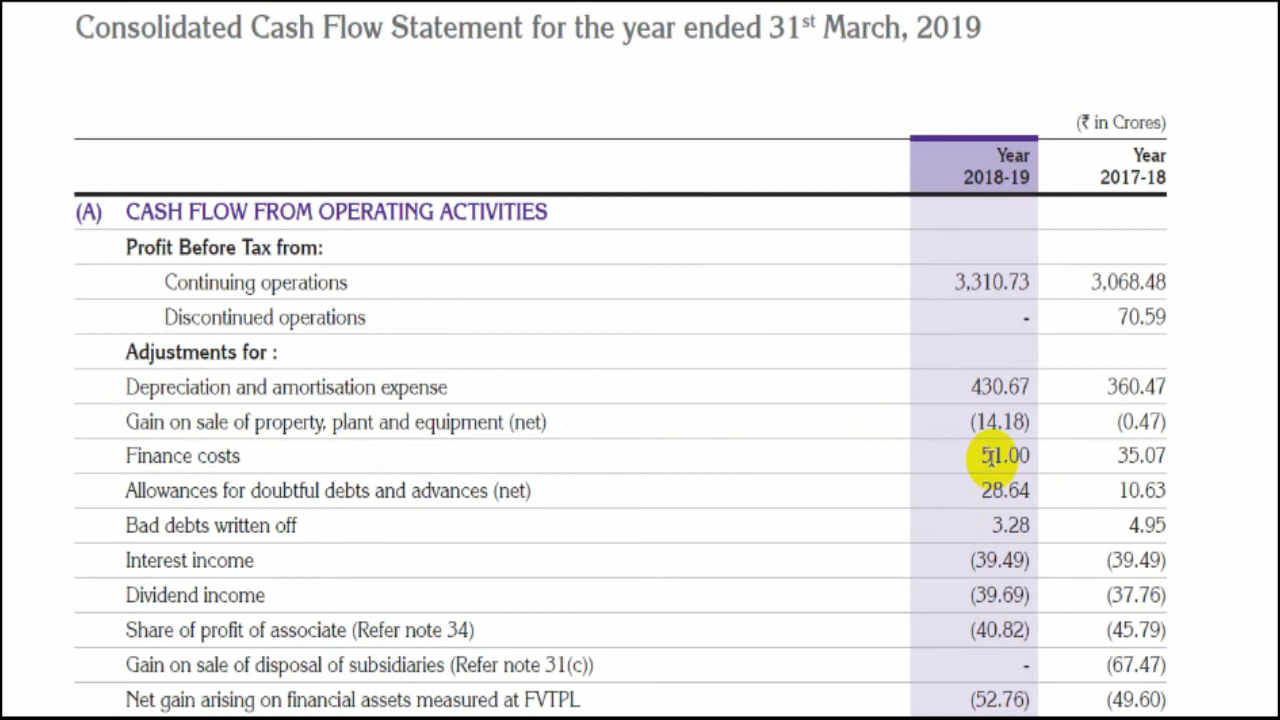 Consolidated Cash Flow Statement for the year ended 31st March, 2019
(₹ in Crores)
Year 2018-19 Year 2017-18
(A) CASH FLOW FROM OPERATING ACTIVITIES
Profit Before Tax from:
Continuing operations 3,310.73 3,068.48
Discontinued operations - 70.59
Adjustments for :
Depreciation and amortisation expense 430.67 360.47
Gain on sale of property, plant and equipment (net) (14.18) (0.47)
Finance costs 51.00 35.07
Allowances for doubtful debts and advances (net) 28.64 10.63
Bad debts written off 3.28 4.95
Interest income (39.49) (39.49)
Dividend income (39.69) (37.76)
Share of profit of associate (Refer note 34) (40.82) (45.79)
Gain on sale of disposal of subsidiaries (Refer note 31(c)) - (67.47)
Net gain arising on financial assets measured at FVTPL (52.76) (49.60)